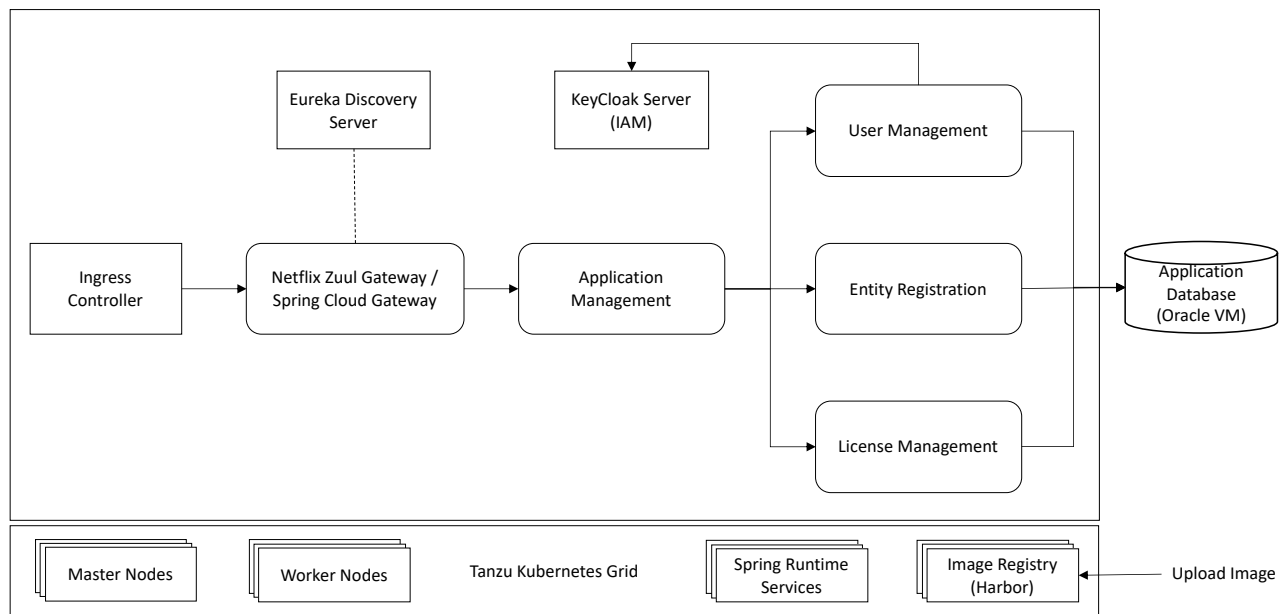 Eureka Discovery
Server
KeyCloak Server
(IAM)
User Management
Ingress
Controller
Netflix Zuul Gateway /
Spring Cloud Gateway
Application
Management
Entity Registration
Application
Database
(Oracle VM)
License Management
Master Nodes
Worker Nodes
Tanzu Kubernetes Grid
Spring Runtime
Services
Image Registry
(Harbor)
Upload Image